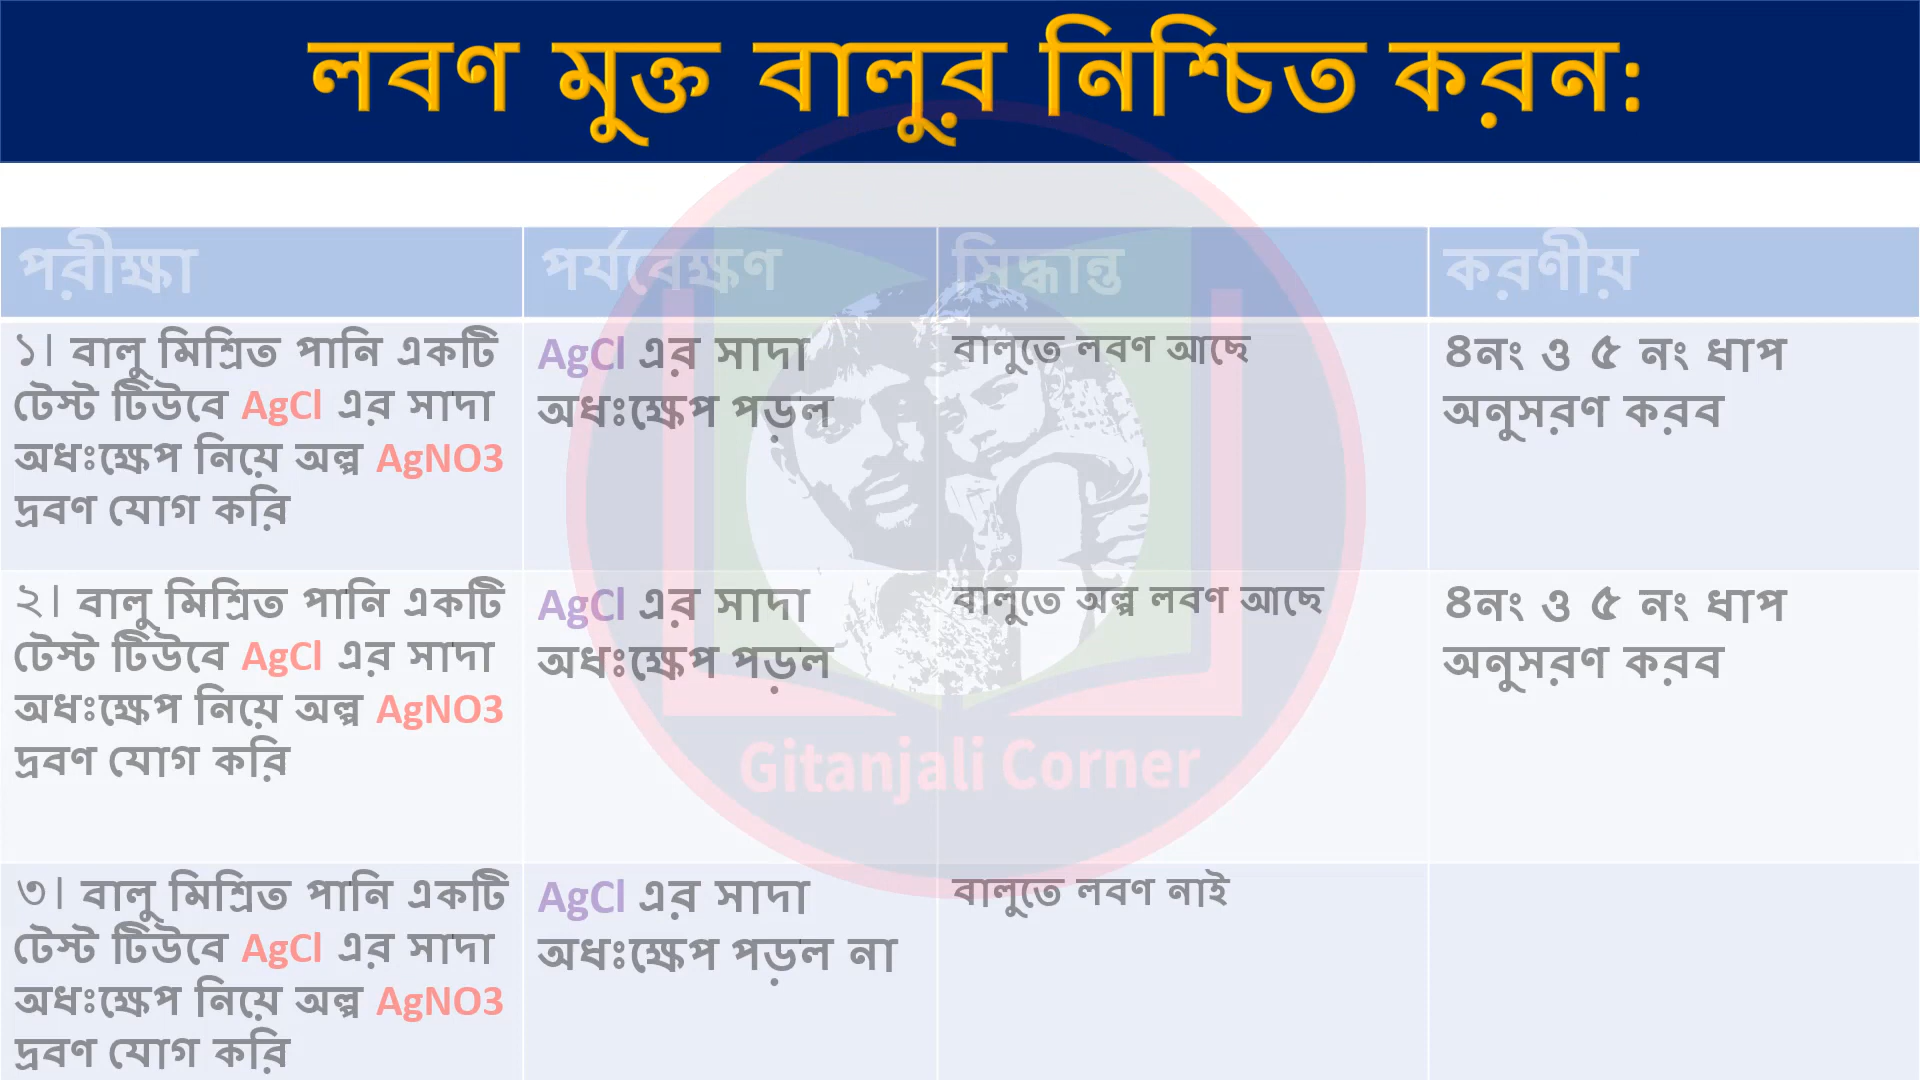 লবণ মুক্ত বালুর নিশ্চিত করন:
পরীক্ষা
পর্যবেক্ষণ
সিদ্ধান্ত
করণীয়
১। বালু মিশ্রিত পানি একটি
টেস্ট টিউবে AgCl এর সাদা
অধঃক্ষেপ নিয়ে অল্প AgNO3
দ্রবণ যোগ করি
AgCl এর সাদা
অধঃক্ষেপ পড়ল
বালুতে লবণ আছে
৪নং ও ৫ নং ধাপ
অনুসরণ করব
২। বালু মিশ্রিত পানি একটি
টেস্ট টিউবে AgCl এর সাদা
অধঃক্ষেপ নিয়ে অল্প AgNO3
দ্রবণ যোগ করি
AgCl এর সাদা
অধঃক্ষেপ পড়ল
বালুতে অল্প লবণ আছে
৪নং ও ৫ নং ধাপ
অনুসরণ করব
৩। বালু মিশ্রিত পানি একটি
টেস্ট টিউবে AgCl এর সাদা
অধঃক্ষেপ নিয়ে অল্প AgNO3
দ্রবণ যোগ করি
AgCl এর সাদা
অধঃক্ষেপ পড়ল না
বালুতে লবণ নাই
Gitanjali Corner